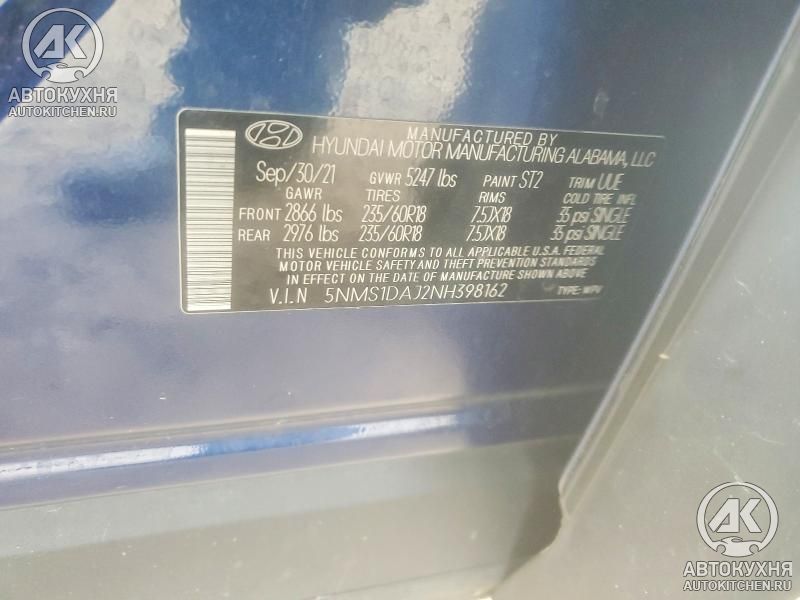 АК
АВТОКУХНЯ
AUTOKITCHEN.RU
MANUFACTURED BY
HYUNDAI MOTOR MANUFACTURING ALABAMA, LLC
Sep/30/21 GVWR 5247 lbs PAINT ST2 TRIM UUE
GAWR TIRES RIMS COLD TIRE INFL
FRONT 2866 lbs 235/60R18 7.5JX18 35 psi SINGLE
REAR 2976 lbs 235/60R18 7.5JX18 35 psi SINGLE
THIS VEHICLE CONFORMS TO ALL APPLICABLE U.S.A. FEDERAL
MOTOR VEHICLE SAFETY AND THEFT PREVENTION STANDARDS
IN EFFECT ON THE DATE OF MANUFACTURE SHOWN ABOVE.
V.I.N 5NMS1DAJ2NH398162 TYPE: MPV
АК
АВТОКУХНЯ
AUTOKITCHEN.RU